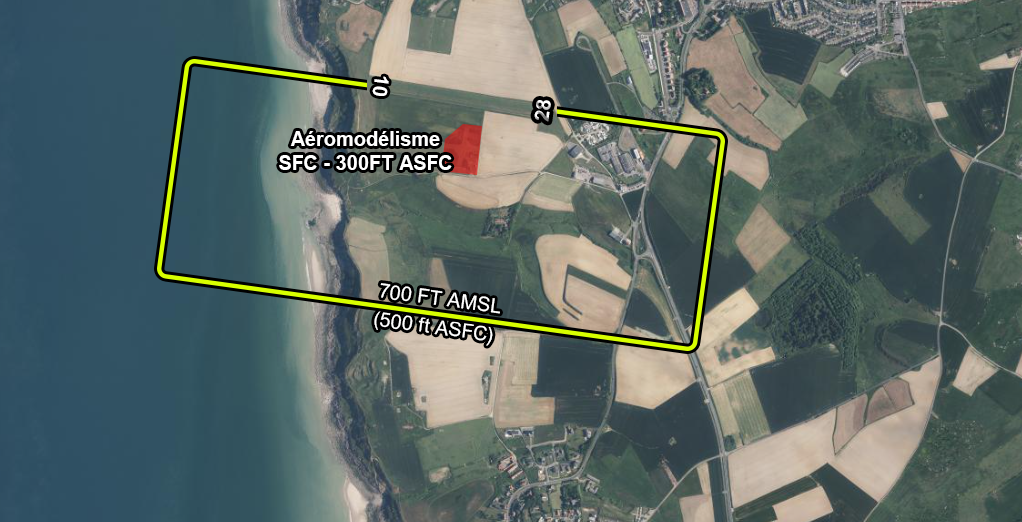 10
28
Aéromodélisme
SFC - 300FT ASFC
700 FT AMSL
(500 ft ASFC)